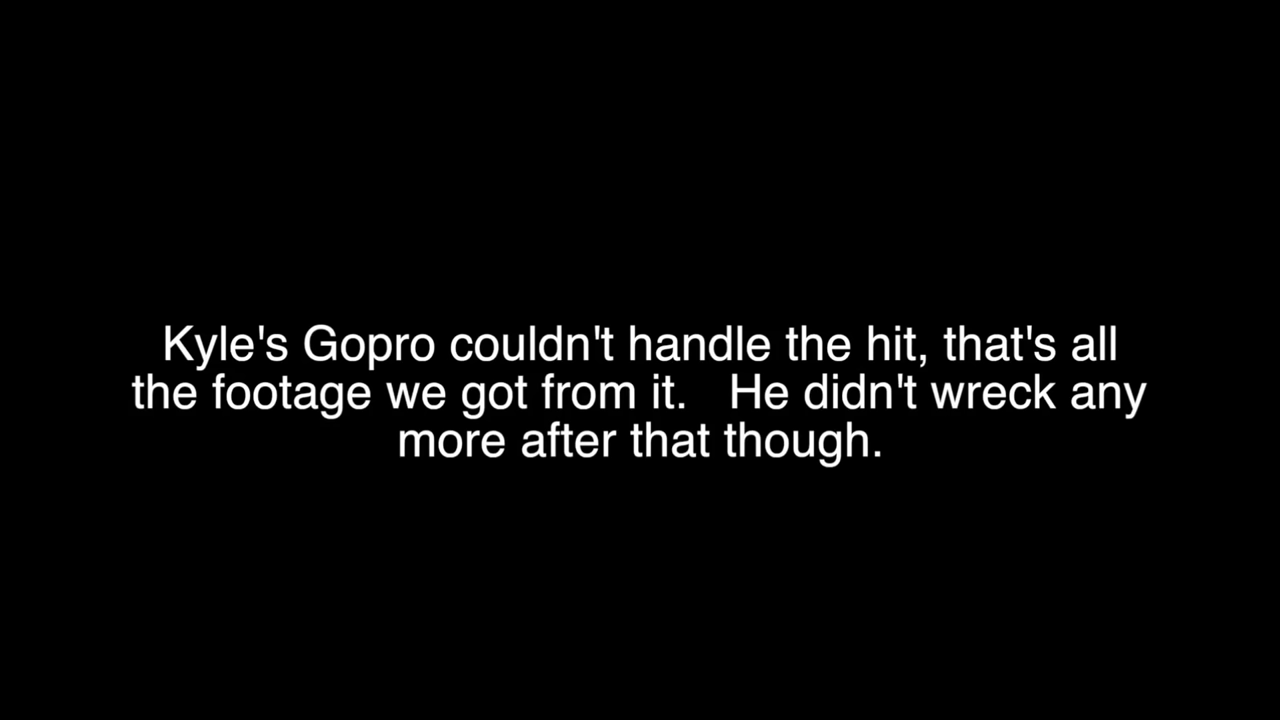 Kyle's Gopro couldn't handle the hit, that's all
the footage we got from it.   He didn't wreck any
more after that though.